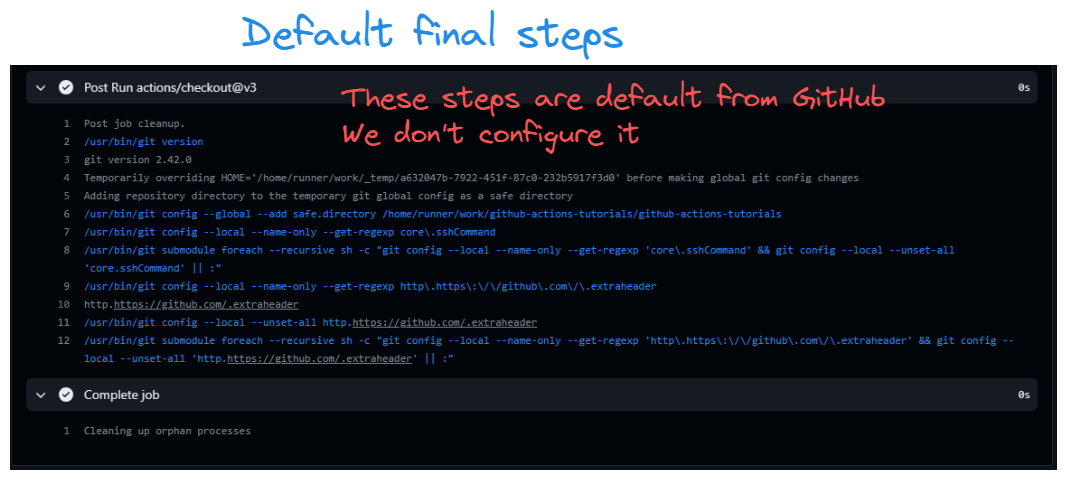 Default final steps
Post Run actions/checkout@v3
0s
These steps are default from GitHub
We don't configure it
1 Post job cleanup.
2 /usr/bin/git version
3 git version 2.42.0
4 Temporarily overriding HOME='/home/runner/work/_temp/a632047b-7922-451f-87c0-232b5917f3d0' before making global git config changes
5 Adding repository directory to the temporary git global config as a safe directory
6 /usr/bin/git config --global --add safe.directory /home/runner/work/github-actions-tutorials/github-actions-tutorials
7 /usr/bin/git config --local --name-only --get-regexp core\.sshCommand
8 /usr/bin/git submodule foreach --recursive sh -c "git config --local --name-only --get-regexp 'core\.sshCommand' && git config --local --unset-all
'core.sshCommand' || :"
9 /usr/bin/git config --local --name-only --get-regexp http\.https\:\/\/github\.com\/\.extraheader
10 http.https://github.com/.extraheader
11 /usr/bin/git config --local --unset-all http.https://github.com/.extraheader
12 /usr/bin/git submodule foreach --recursive sh -c "git config --local --name-only --get-regexp 'http\.https\:\/\/github\.com\/\.extraheader' && git config --
local --unset-all 'http.https://github.com/.extraheader' || :"
Complete job
0s
1 Cleaning up orphan processes